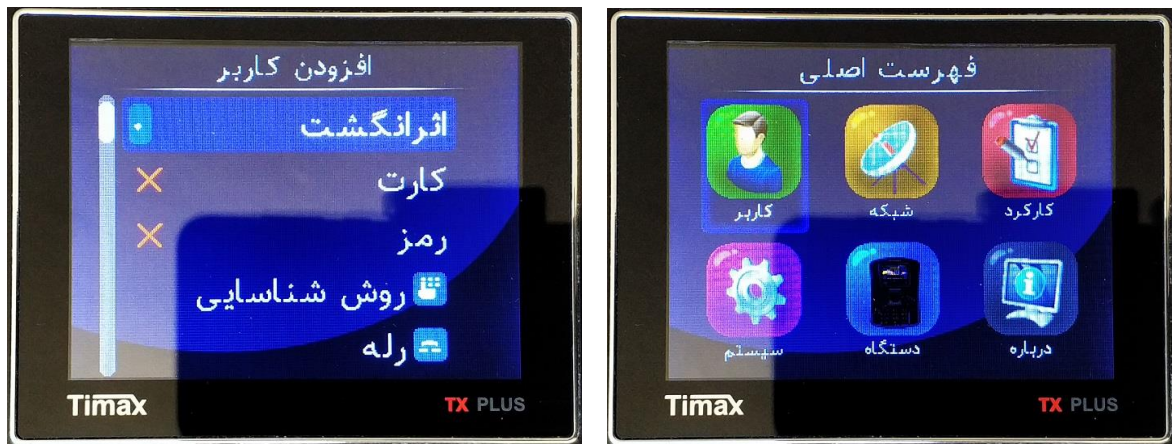 افزودن کاربر
اثرانگشت
کارت
رمز
روش شناسایی
رله
Timax
TX PLUS
فهرست اصلی
کارکرد
شبکه
کاربر
درباره
دستگاه
سیستم
Timax
TX PLUS